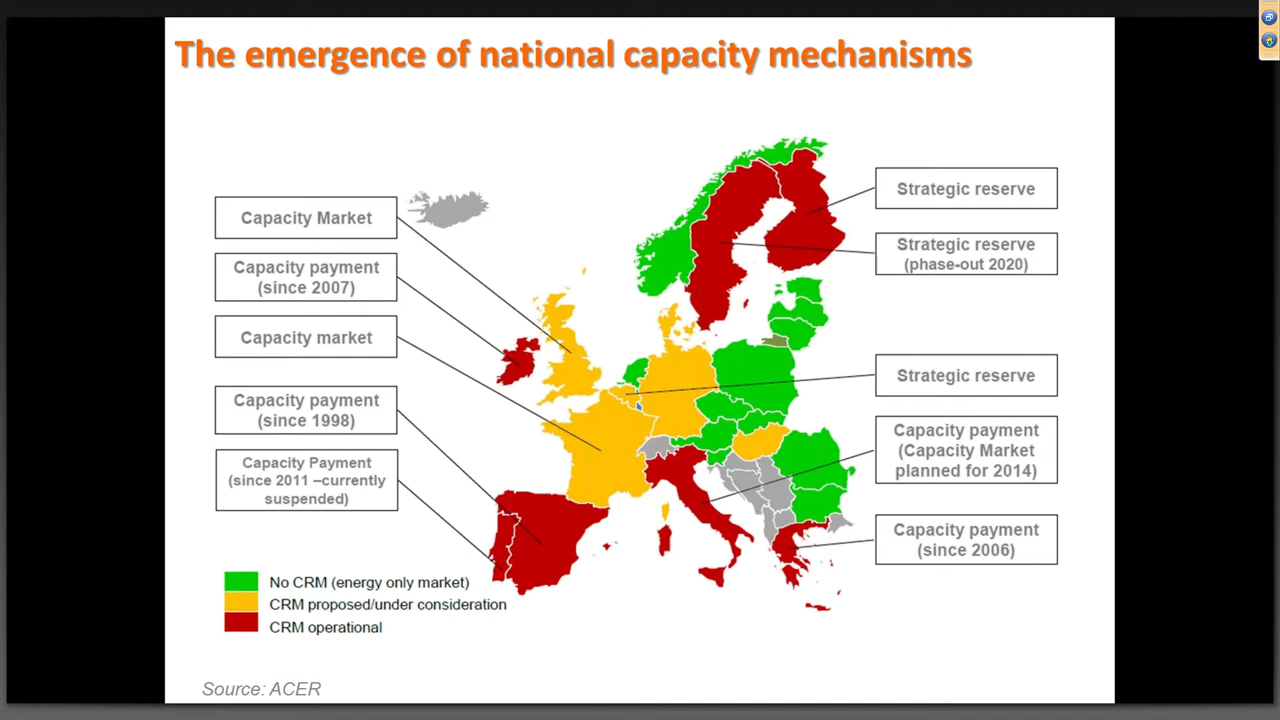 The emergence of national capacity mechanisms
Capacity Market
Capacity payment
(since 2007)
Capacity market
Capacity payment
(since 1998)
Capacity Payment
(since 2011 –currently
suspended)
Strategic reserve
Strategic reserve
(phase-out 2020)
Strategic reserve
Capacity payment
(Capacity Market
planned for 2014)
Capacity payment
(since 2006)
No CRM (energy only market)
CRM proposed/under consideration
CRM operational
Source: ACER